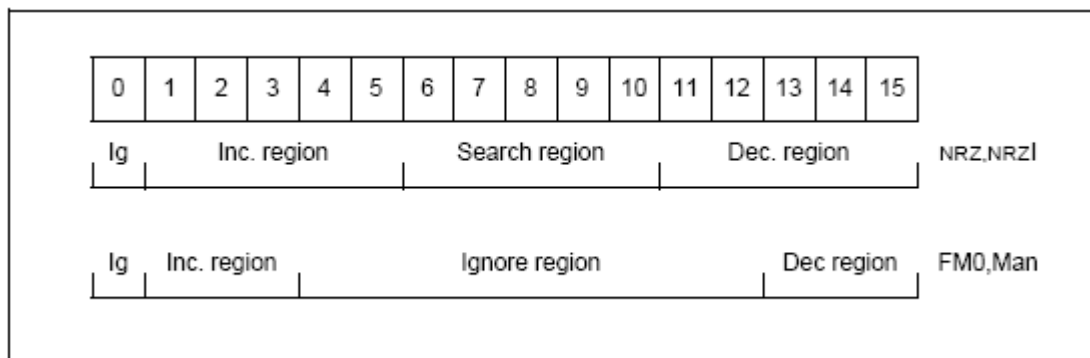 0 1 2 3 4 5 6 7 8 9 10 11 12 13 14 15
Ig Inc. region Search region Dec. region NRZ,NRZI
Ig Inc. region Ignore region Dec region FM0,Man